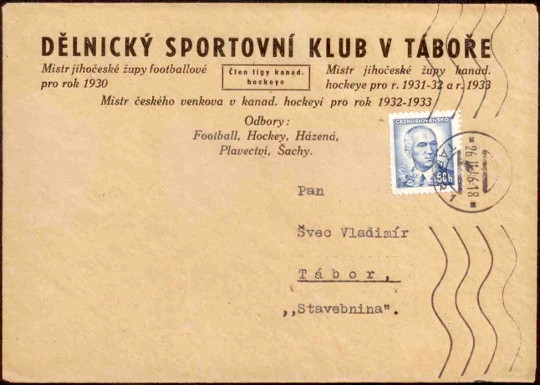 DĚLNICKÝ SPORTOVNÍ KLUB V TÁBOŘE
Mistr jihočeské župy footballové
pro rok 1930
Člen ligy kanad.
hockeye
Mistr jihočeské župy kanad.
hockeye pro r. 1931-32 a r. 1933
Mistr českého venkova v kanad. hockeyi pro rok 1932-1933
Odbory:
Football, Hockey, Házená,
Plavectví, Šachy.
ČESKOSLOVENSKO
50h
Pan
Švec Vladimír
Tábor,
,,Stavebnina".